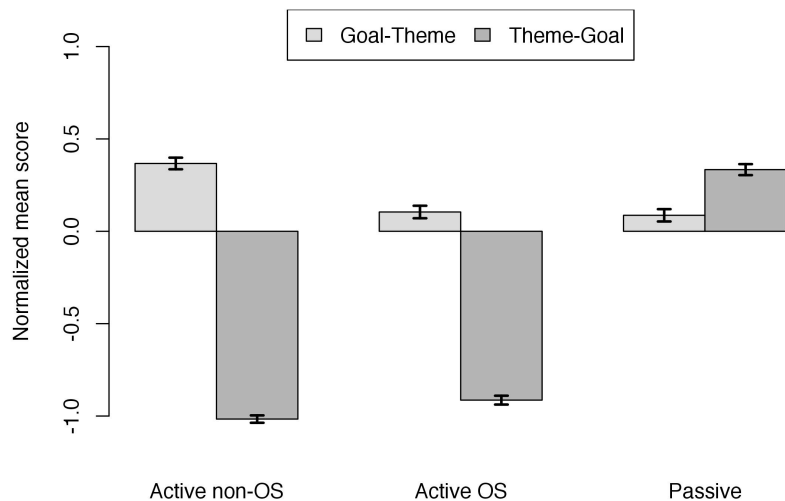 Goal-Theme Theme-Goal
Normalized mean score
1.0
0.5
0.0
-0.5
-1.0
Active non-OS Active OS Passive